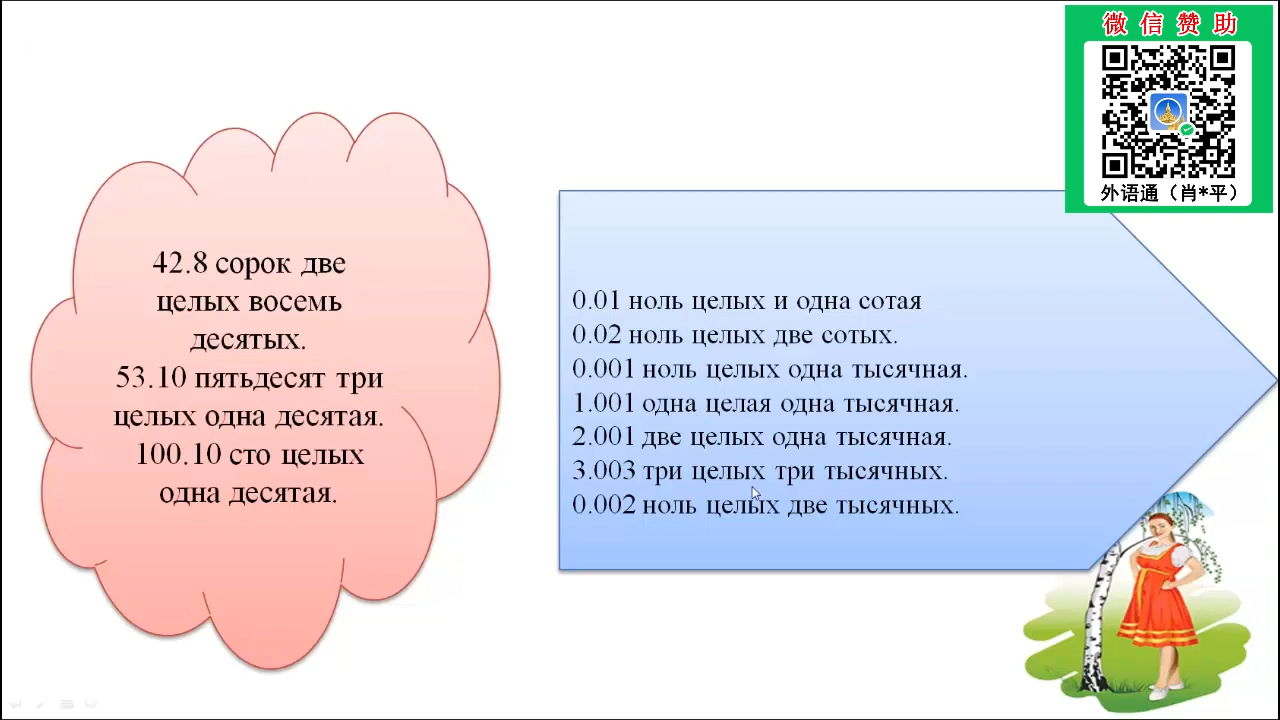 微信赞助
外语通（肖*平）
42.8 сорок две
целых восемь
десятых.
53.10 пятьдесят три
целых одна десятая.
100.10 сто целых
одна десятая.
0.01 ноль целых и одна сотая
0.02 ноль целых две сотых.
0.001 ноль целых одна тысячная.
1.001 одна целая одна тысячная.
2.001 две целых одна тысячная.
3.003 три целых три тысячных.
0.002 ноль целых две тысячных.